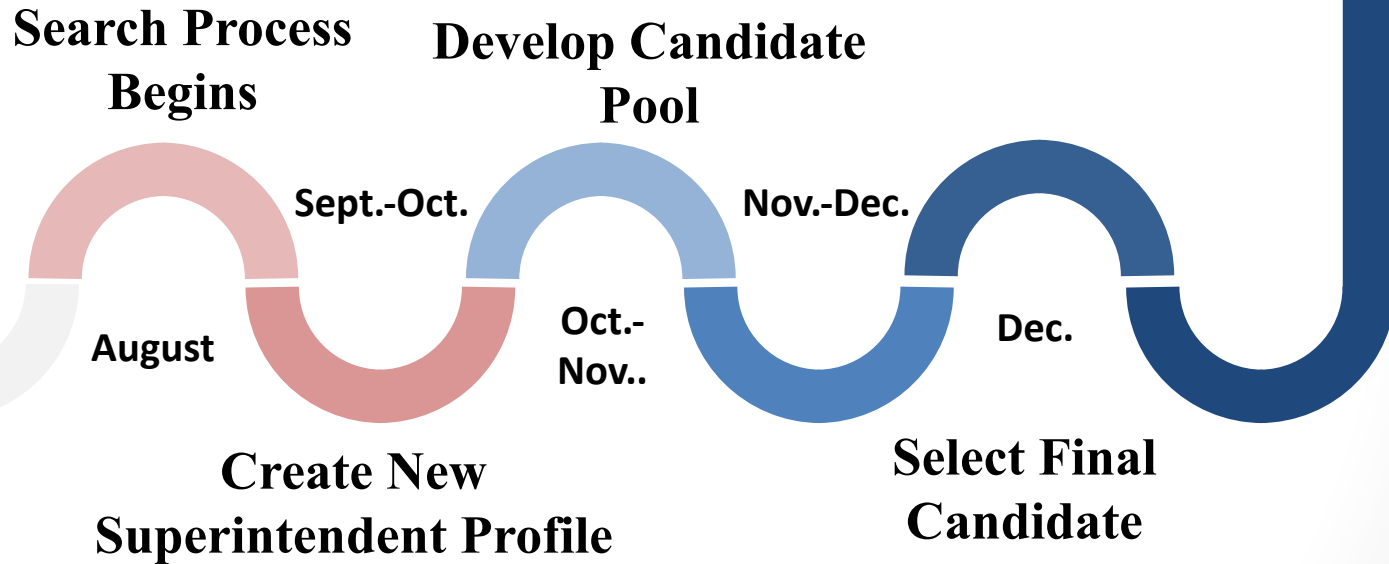 Search Process
Begins
Develop Candidate
Pool
Sept.-Oct.
Nov.-Dec.
August
Oct.-
Nov..
Dec.
Create New
Superintendent Profile
Select Final
Candidate